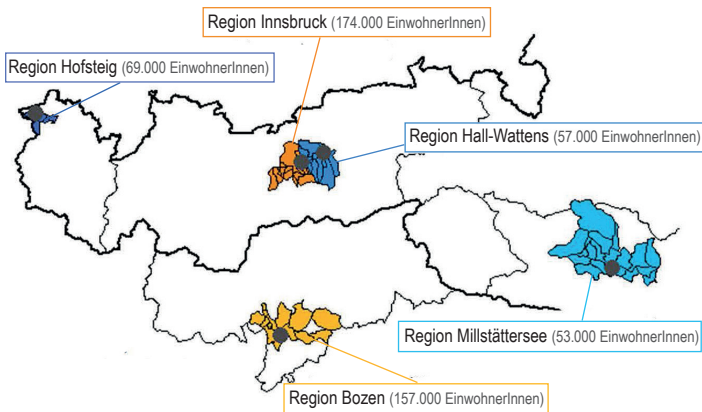 Region Innsbruck (174.000 EinwohnerInnen)
Region Hofsteig (69.000 EinwohnerInnen)
Region Hall-Wattens (57.000 EinwohnerInnen)
Region Millstättersee (53.000 EinwohnerInnen)
Region Bozen (157.000 EinwohnerInnen)